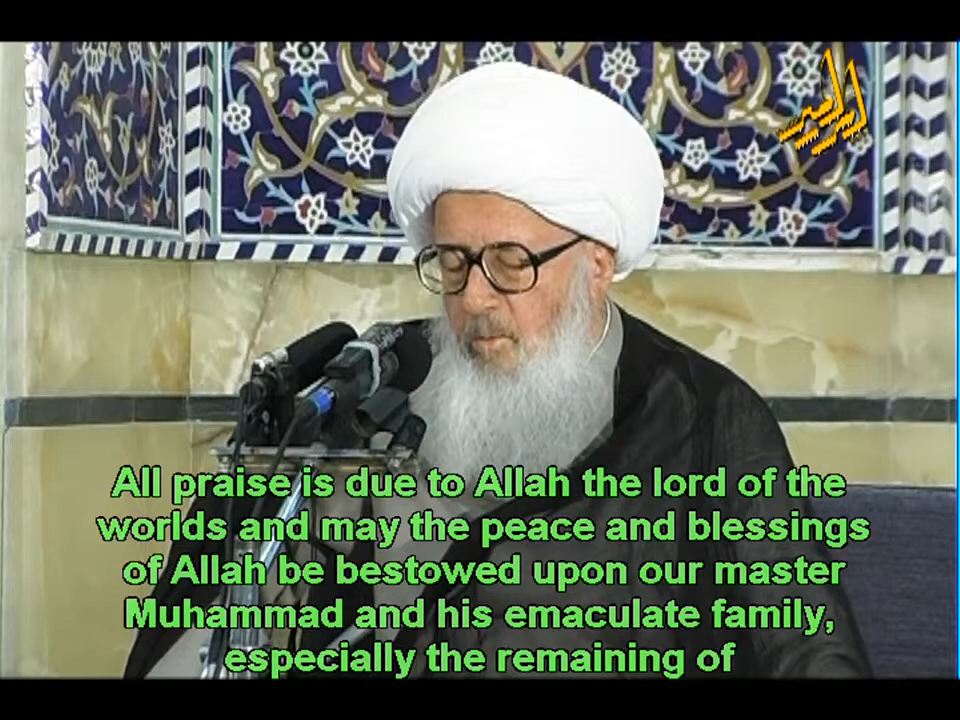 All praise is due to Allah the lord of the
worlds and may the peace and blessings
of Allah be bestowed upon our master
Muhammad and his emaculate family,
especially the remaining of